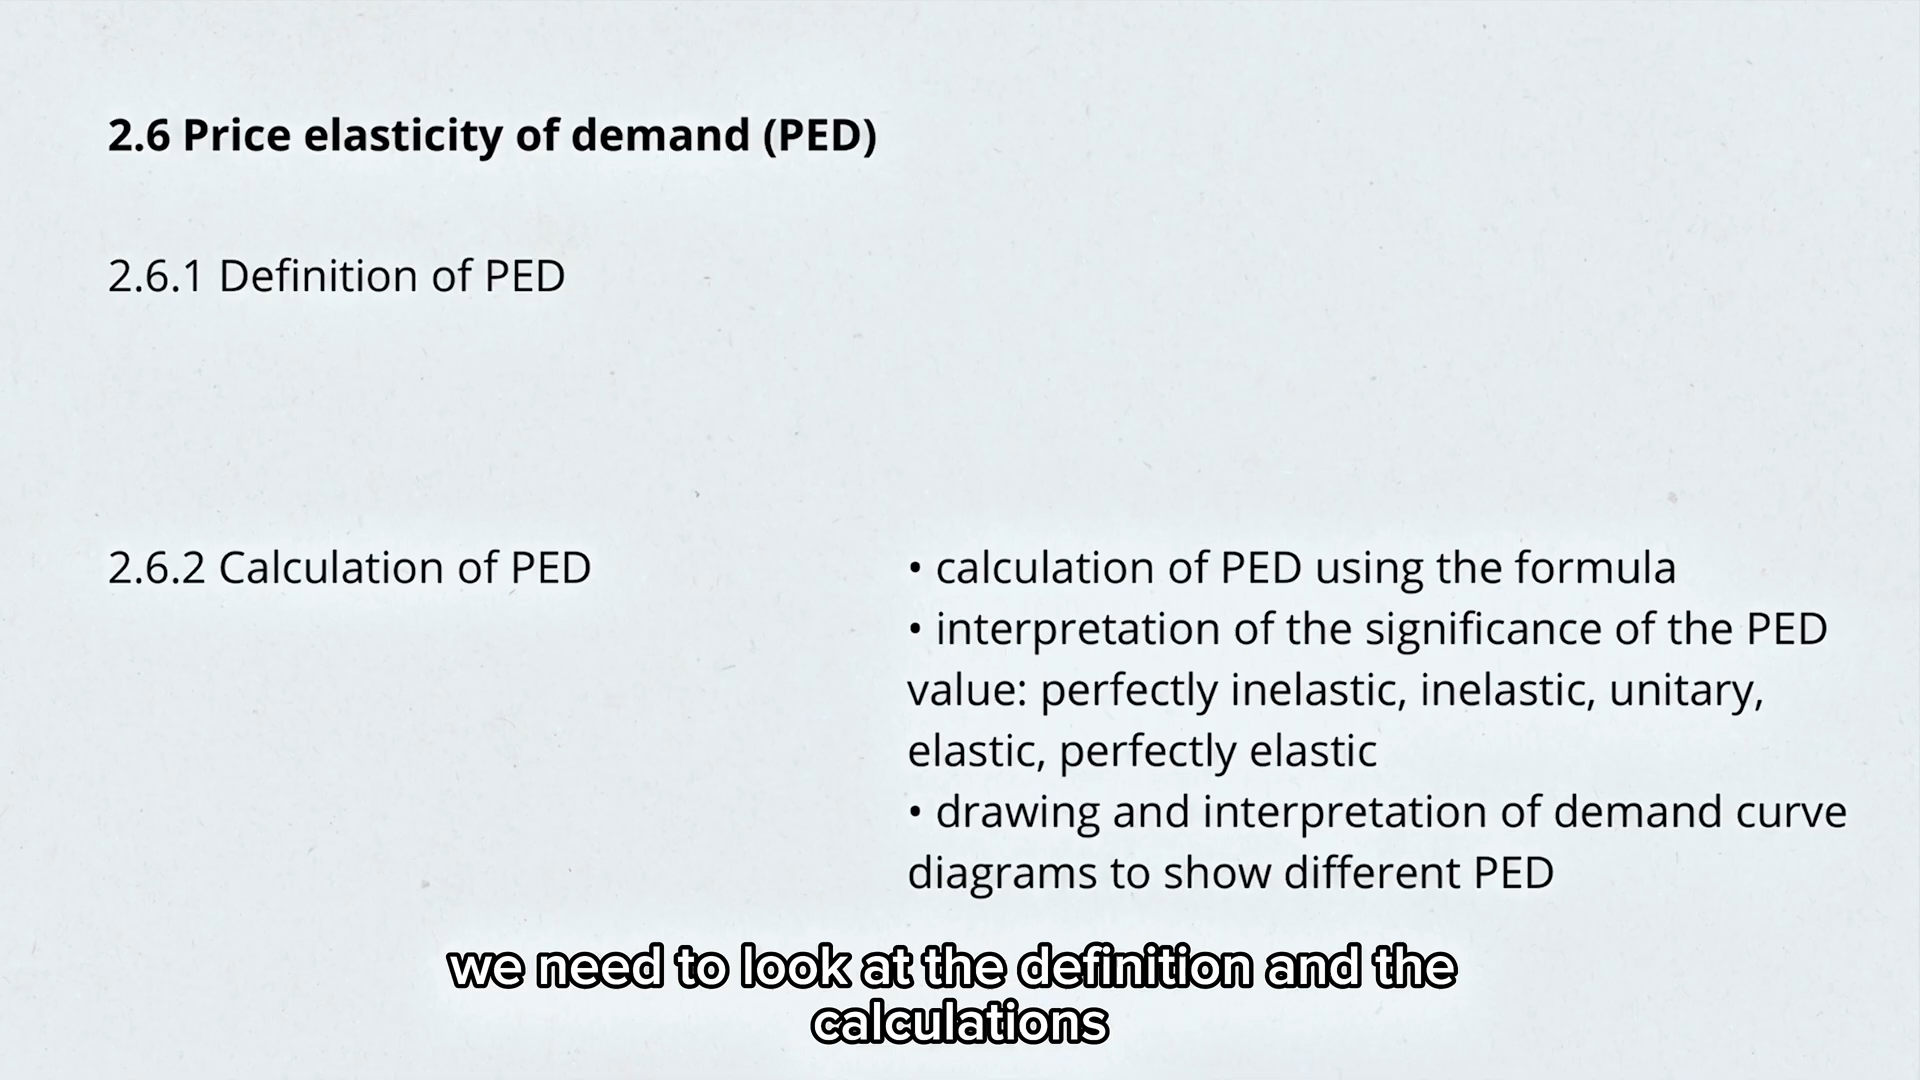 2.6 Price elasticity of demand (PED)
2.6.1 Definition of PED
2.6.2 Calculation of PED
• calculation of PED using the formula
• interpretation of the significance of the PED
value: perfectly inelastic, inelastic, unitary,
elastic, perfectly elastic
• drawing and interpretation of demand curve
diagrams to show different PED
we need to look at the definition and the
calculations